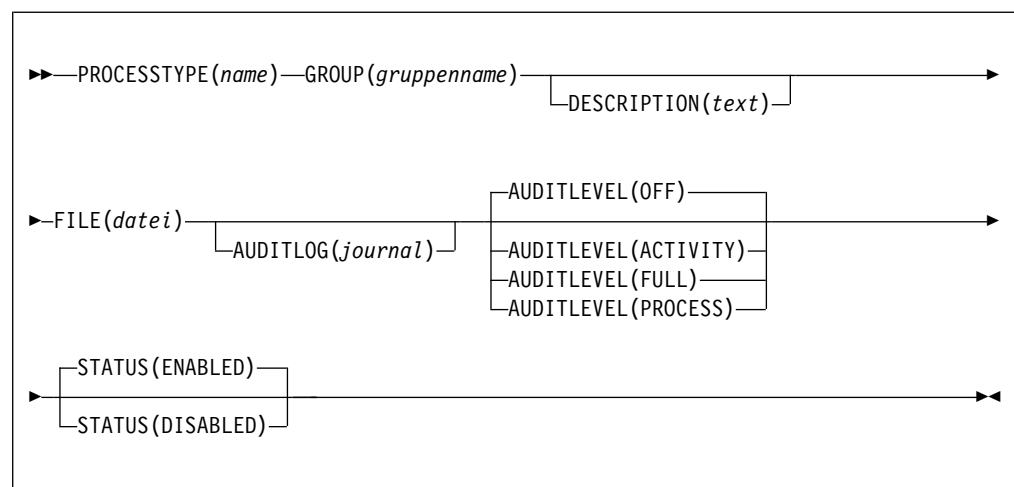 PROCESSTYPE(name) GROUP(gruppenname)
DESCRIPTION(text)
AUDITLEVEL(OFF)
FILE(datei)
AUDITLOG(journal)
AUDITLEVEL(ACTIVITY)
AUDITLEVEL(FULL)
AUDITLEVEL(PROCESS)
STATUS(ENABLED)
STATUS(DISABLED)